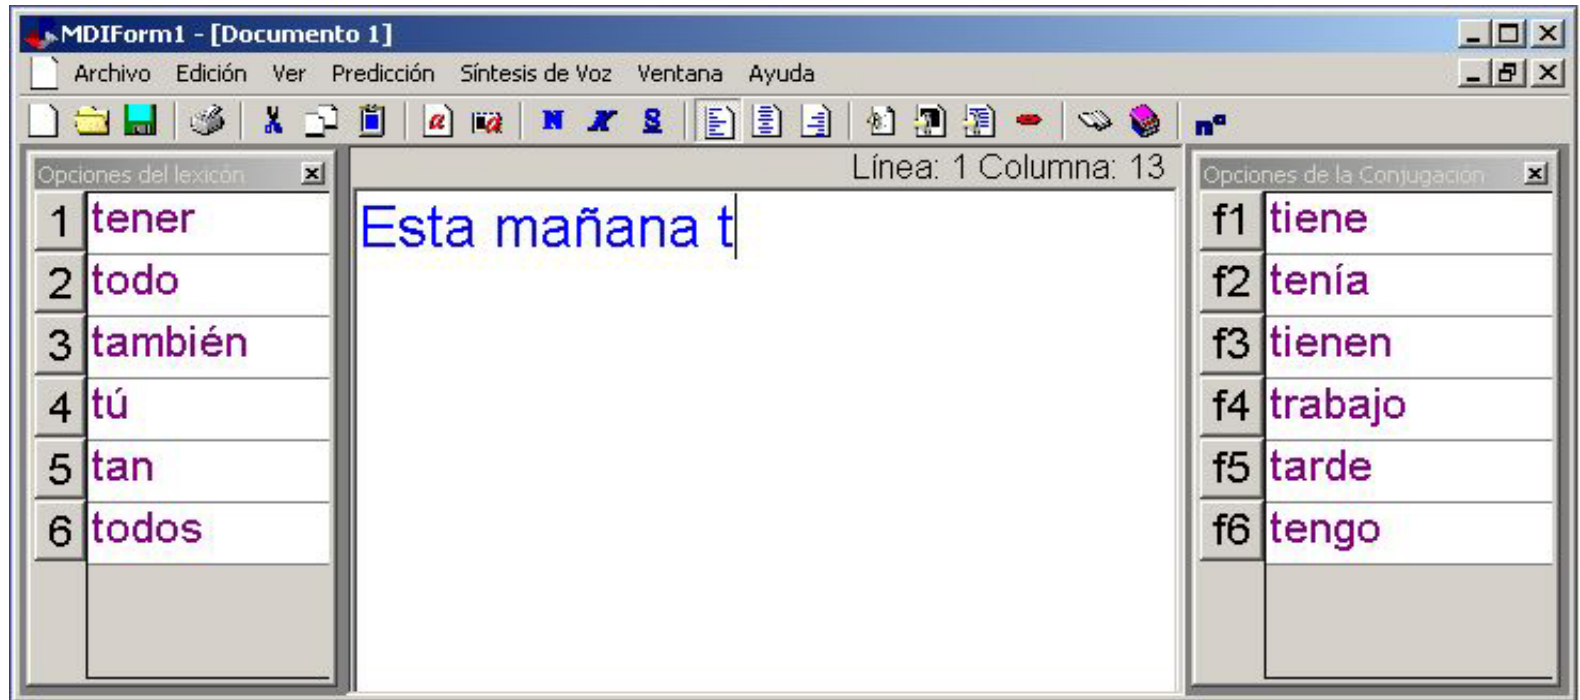 MDIForm1 - [Documento 1]
Archivo Edición Ver Predicción Síntesis de Voz Ventana Ayuda
N K S nº
Opciones del lexicón
1 tener
2 todo
3 también
4 tú
5 tan
6 todos
Línea: 1 Columna: 13
Esta mañana t
Opciones de la Conjugación
f1 tiene
f2 tenía
f3 tienen
f4 trabajo
f5 tarde
f6 tengo